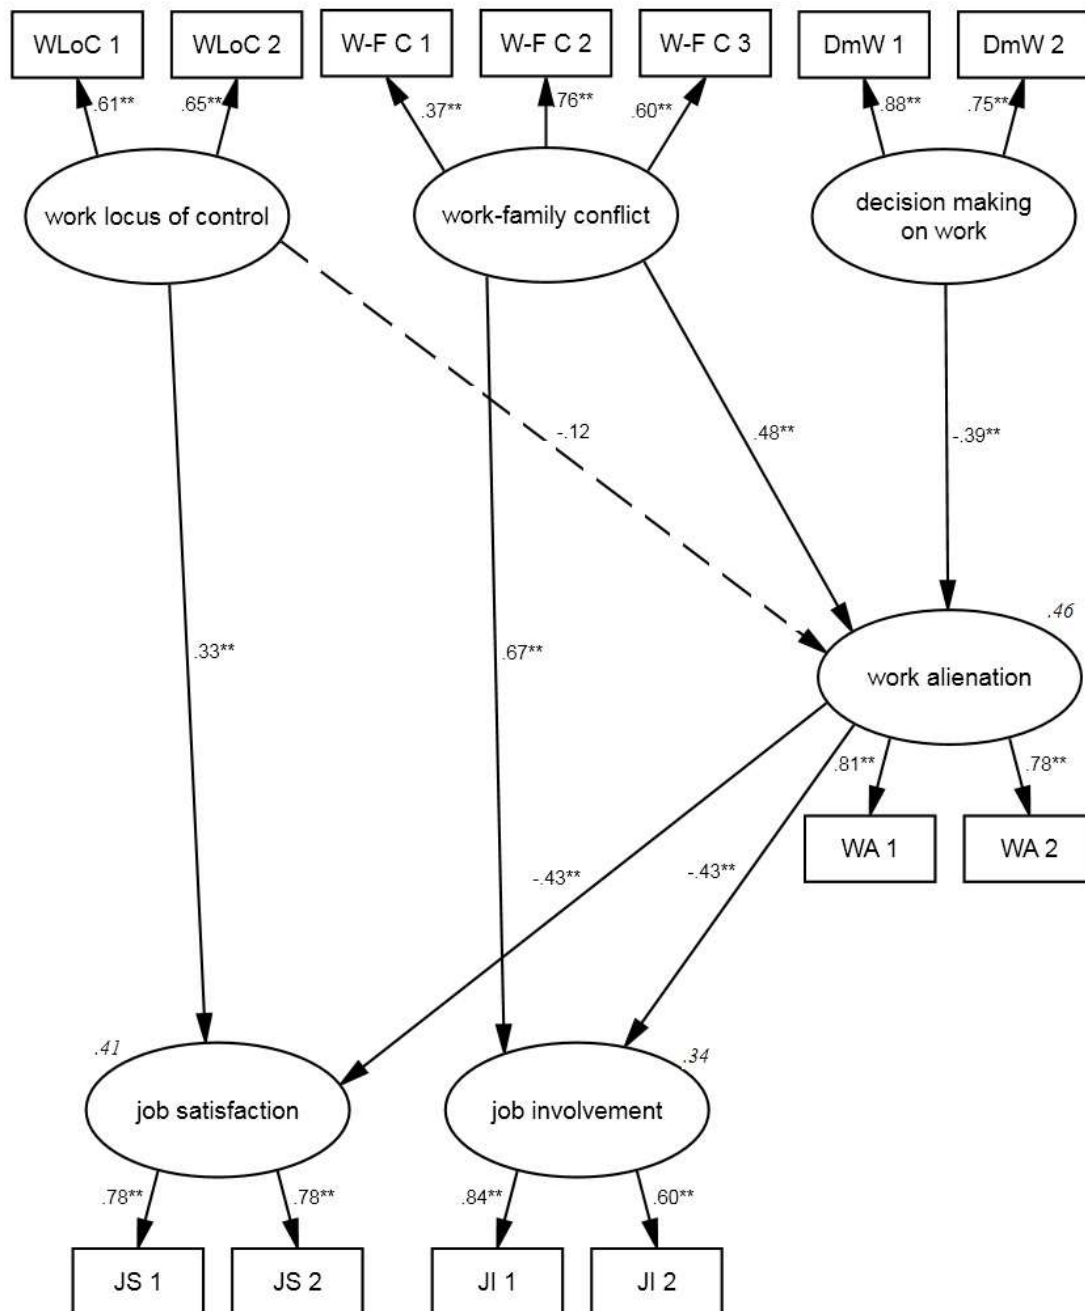 WLoC 1
WLoC 2
W-F C 1
W-F C 2
W-F C 3
DmW 1
DmW 2
.61**
.65**
.37**
.76**
.60**
.88**
.75**
work locus of control
work-family conflict
decision making
on work
-.12
.48**
-.39**
.33**
.67**
.46
work alienation
.81**
.78**
WA 1
WA 2
-.43**
-.43**
.41
.34
job satisfaction
job involvement
.78**
.78**
.84**
.60**
JS 1
JS 2
JI 1
JI 2